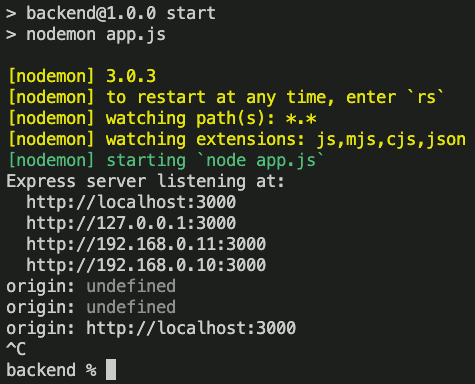 > backend@1.0.0 start
> nodemon app.js
[nodemon] 3.0.3
[nodemon] to restart at any time, enter `rs`
[nodemon] watching path(s): *.*
[nodemon] watching extensions: js,mjs,cjs,json
[nodemon] starting `node app.js`
Express server listening at:
  http://localhost:3000
  http://127.0.0.1:3000
  http://192.168.0.11:3000
  http://192.168.0.10:3000
origin: undefined
origin: undefined
origin: http://localhost:3000
^C
backend %